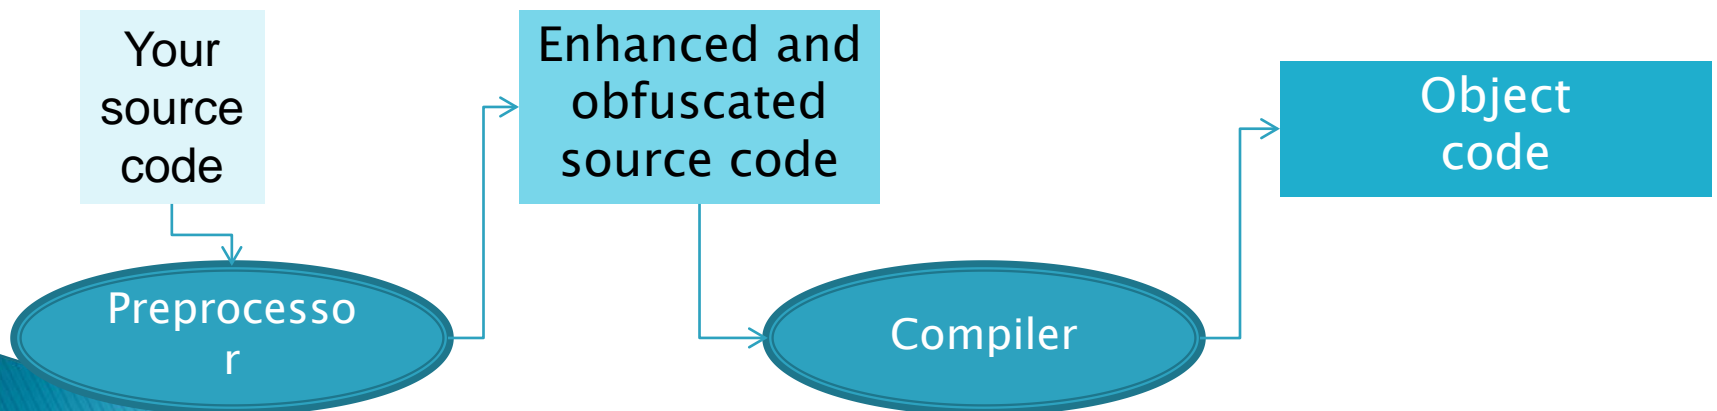 Your
source
code
Enhanced and
obfuscated
source code
Object
code
Preprocesso
r
Compiler